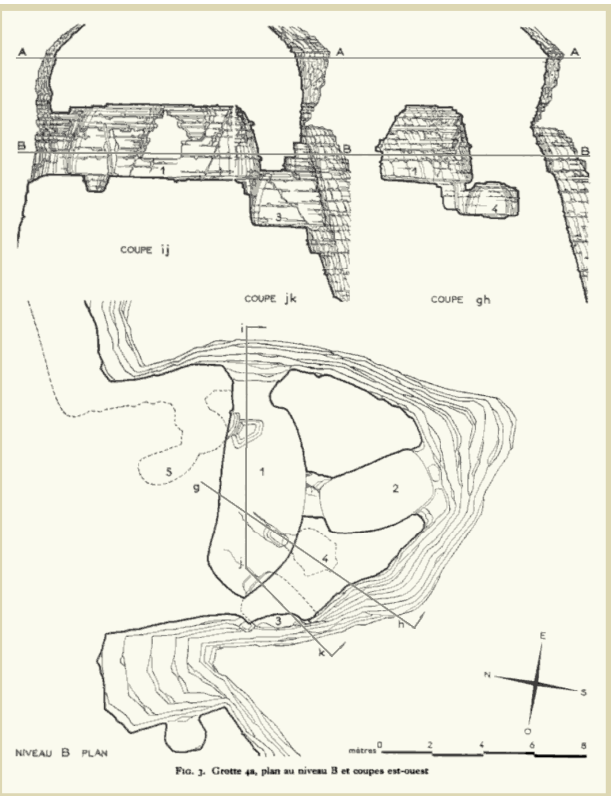 A A A
B B B
1 3 1 4
COUPE ij
COUPE jk COUPE gh
i
1
5 g 2
j 4
3 h
k
E
N S
O
NIVEAU B PLAN mètres 0 2 4 6 8
FIG. 3. Grotte 4a, plan au niveau B et coupes est-ouest